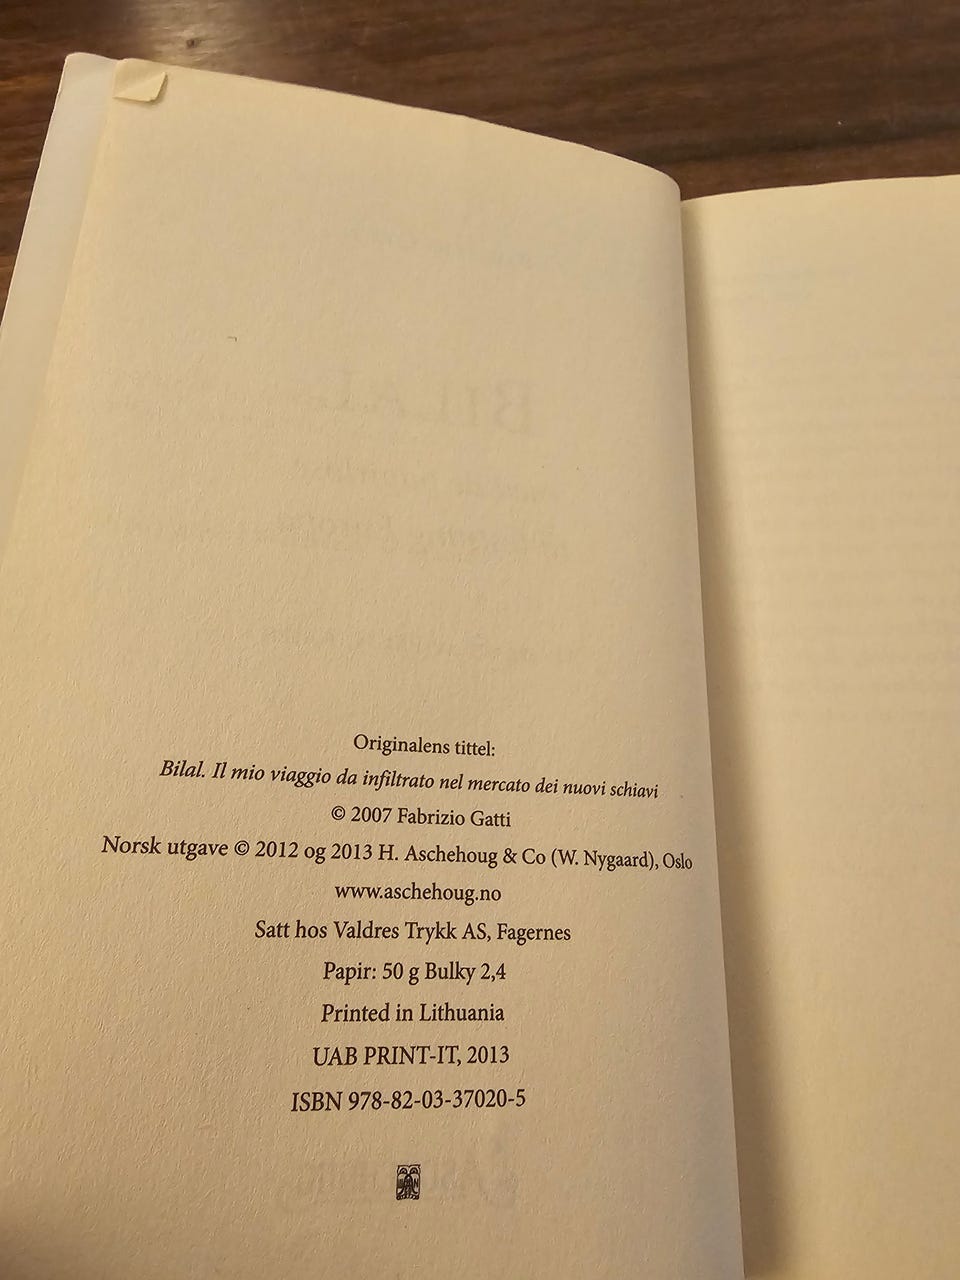 Originalens tittel:
Bilal. Il mio viaggio da infiltrato nel mercato dei nuovi schiavi
© 2007 Fabrizio Gatti
Norsk utgave © 2012 og 2013 H. Aschehoug & Co (W. Nygaard), Oslo
www.aschehoug.no
Satt hos Valdres Trykk AS, Fagernes
Papir: 50 g Bulky 2,4
Printed in Lithuania
UAB PRINT-IT, 2013
ISBN 978-82-03-37020-5